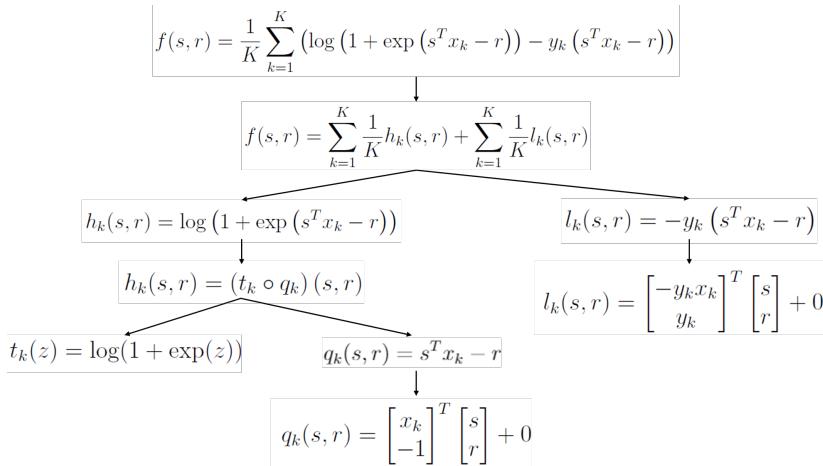 f(s, r) = \frac{1}{K} \sum_{k=1}^{K} \left( \log \left( 1 + \exp \left( s^T x_k - r \right) \right) - y_k \left( s^T x_k - r \right) \right)
f(s, r) = \sum_{k=1}^{K} \frac{1}{K} h_k(s, r) + \sum_{k=1}^{K} \frac{1}{K} l_k(s, r)
h_k(s, r) = \log \left( 1 + \exp \left( s^T x_k - r \right) \right)
l_k(s, r) = -y_k \left( s^T x_k - r \right)
h_k(s, r) = (t_k \circ q_k) (s, r)
l_k(s, r) = \begin{bmatrix} -y_k x_k \\ y_k \end{bmatrix}^T \begin{bmatrix} s \\ r \end{bmatrix} + 0
t_k(z) = \log(1 + \exp(z))
q_k(s, r) = s^T x_k - r
q_k(s, r) = \begin{bmatrix} x_k \\ -1 \end{bmatrix}^T \begin{bmatrix} s \\ r \end{bmatrix} + 0